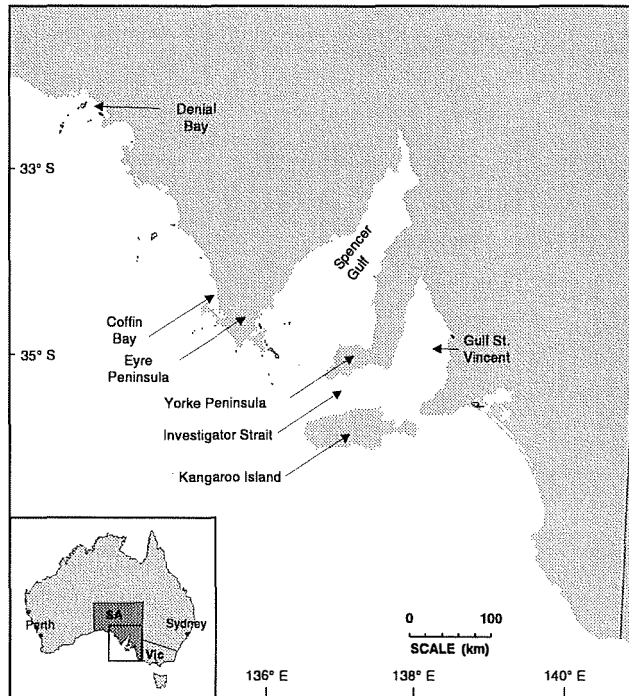 Denial
Bay
33° S
Spencer
Gulf
Coffin
Bay
Eyre
Peninsula
35° S
Gulf St.
Vincent
Yorke Peninsula
Investigator Strait
Kangaroo Island
SA
Perth
Sydney
Vic
0 100
SCALE (km)
136° E
138° E
140° E